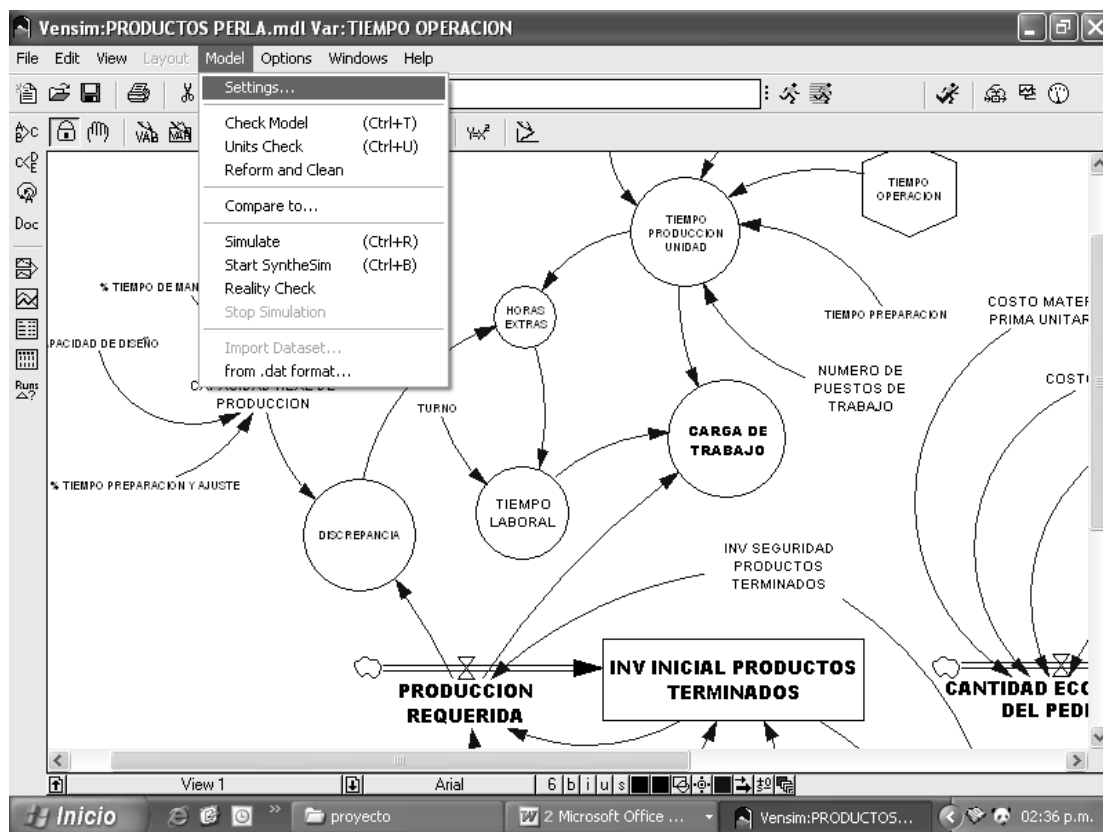 Vensim:PRODUCTOS PERLA.mdl Var:TIEMPO OPERACION
File Edit View Layout Model Options Windows Help
Settings...
Check Model (Ctrl+T)
Units Check (Ctrl+U)
Reform and Clean
Compare to...
Simulate (Ctrl+R)
Start SyntheSim (Ctrl+B)
Reality Check
Stop Simulation
Import Dataset...
from .dat format...
Doc
Runs
TIEMPO
OPERACION
TIEMPO
PRODUCCION
UNIDAD
% TIEMPO DE MAN
HORAS
EXTRAS
TIEMPO PREPARACION
COSTO MATER
PRIMA UNITAR
PACIDAD DE DISEÑO
NUMERO DE
PUESTOS DE
TRABAJO
COST
PRODUCCION
TURNO
CARGA DE
TRABAJO
% TIEMPO PREPARACION Y AJUSTE
TIEMPO
LABORAL
DISCREPANCIA
INV SEGURIDAD
PRODUCTOS
TERMINADOS
PRODUCCION
REQUERIDA
INV INICIAL PRODUCTOS
TERMINADOS
CANTIDAD ECO
DEL PEDI
View 1 Arial 6 b i u s
Inicio » proyecto 2 Microsoft Office ... Vensim:PRODUCTOS... 02:36 p.m.